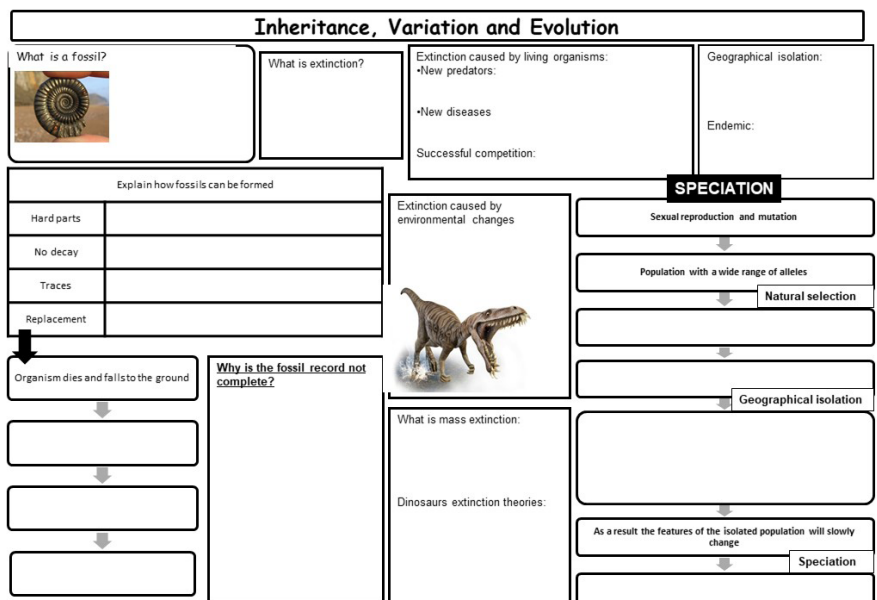 Inheritance, Variation and Evolution
What is a fossil?
What is extinction?
Extinction caused by living organisms:
•New predators:
•New diseases
Successful competition:
Geographical isolation:
Endemic:
Explain how fossils can be formed
Hard parts
No decay
Traces
Replacement
Organism dies and falls to the ground
Why is the fossil record not
complete?
Extinction caused by
environmental changes
What is mass extinction:
Dinosaurs extinction theories:
SPECIATION
Sexual reproduction and mutation
Population with a wide range of alleles
Natural selection
Geographical isolation
As a result the features of the isolated population will slowly
change
Speciation